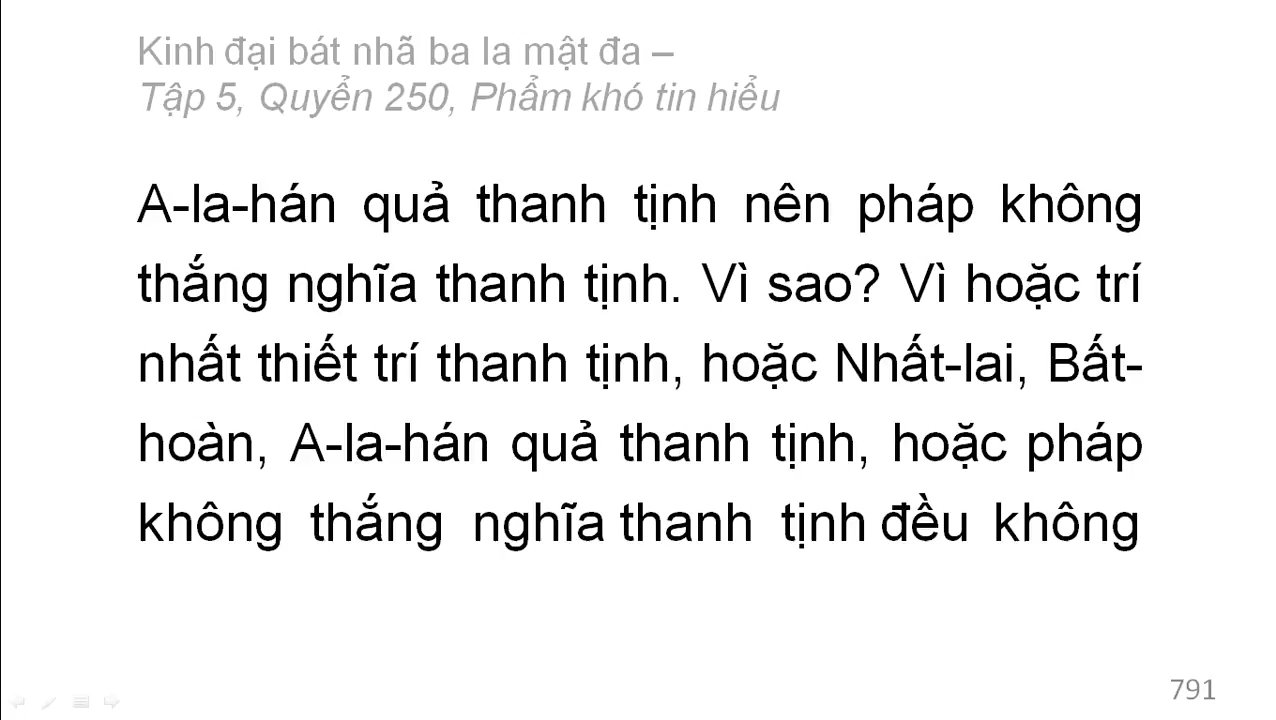 Kinh đại bát nhã ba la mật đa –
Tập 5, Quyển 250, Phẩm khó tin hiểu
A-la-hán quả thanh tịnh nên pháp không
thắng nghĩa thanh tịnh. Vì sao? Vì hoặc trí
nhất thiết trí thanh tịnh, hoặc Nhất-lai, Bất-
hoàn, A-la-hán quả thanh tịnh, hoặc pháp
không thắng nghĩa thanh tịnh đều không
791